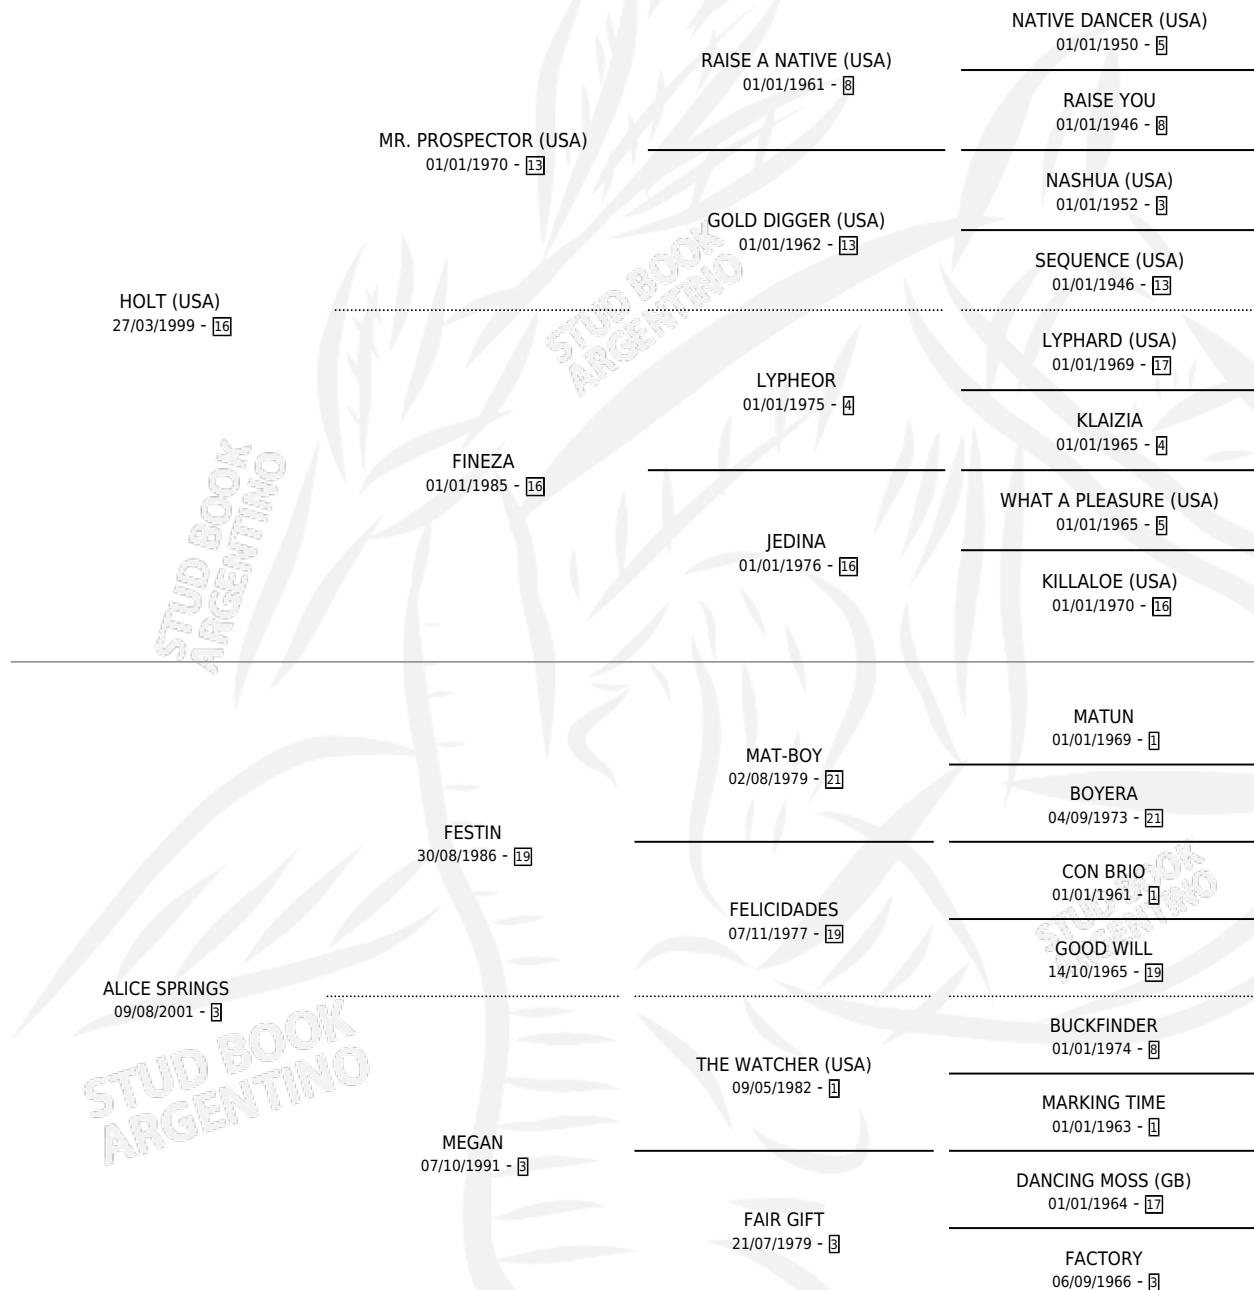 NATIVE DANCER (USA)
01/01/1950 - 5
RAISE A NATIVE (USA)
01/01/1961 - 8
RAISE YOU
01/01/1946 - 8
MR. PROSPECTOR (USA)
01/01/1970 - 13
NASHUA (USA)
01/01/1952 - 3
GOLD DIGGER (USA)
01/01/1962 - 13
SEQUENCE (USA)
01/01/1946 - 13
HOLT (USA)
27/03/1999 - 16
LYPHARD (USA)
01/01/1969 - 17
LYPHEOR
01/01/1975 - 4
KLAIZIA
01/01/1965 - 4
FINEZA
01/01/1985 - 16
WHAT A PLEASURE (USA)
01/01/1965 - 5
JEDINA
01/01/1976 - 16
KILLALOE (USA)
01/01/1970 - 16
MATUN
01/01/1969 - 1
MAT-BOY
02/08/1979 - 21
BOYERA
04/09/1973 - 21
FESTIN
30/08/1986 - 19
CON BRIO
01/01/1961 - 1
FELICIDADES
07/11/1977 - 19
GOOD WILL
14/10/1965 - 19
ALICE SPRINGS
09/08/2001 - 3
BUCKFINDER
01/01/1974 - 8
THE WATCHER (USA)
09/05/1982 - 1
MARKING TIME
01/01/1963 - 1
MEGAN
07/10/1991 - 3
DANCING MOSS (GB)
01/01/1964 - 17
FAIR GIFT
21/07/1979 - 3
FACTORY
06/09/1966 - 3
STUD BOOK
ARGENTINO
STUD BOOK
ARGENTINO
STUD BOOK
ARGENTINO
STUD BOOK
ARGENTINO